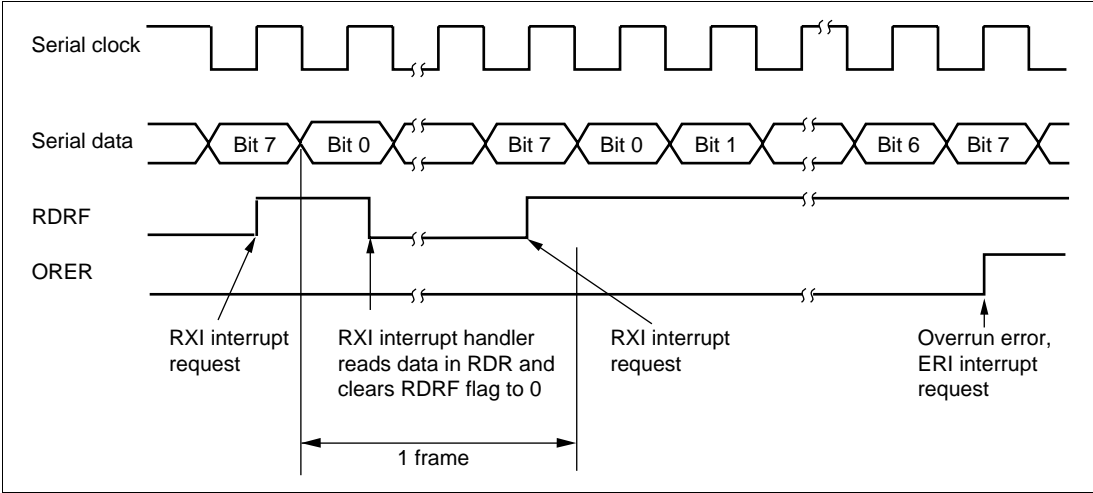 Serial clock
Serial data
Bit 7
Bit 0
Bit 7
Bit 0
Bit 1
Bit 6
Bit 7
RDRF
ORER
RXI interrupt
request
RXI interrupt handler
reads data in RDR and
clears RDRF flag to 0
RXI interrupt
request
Overrun error,
ERI interrupt
request
1 frame